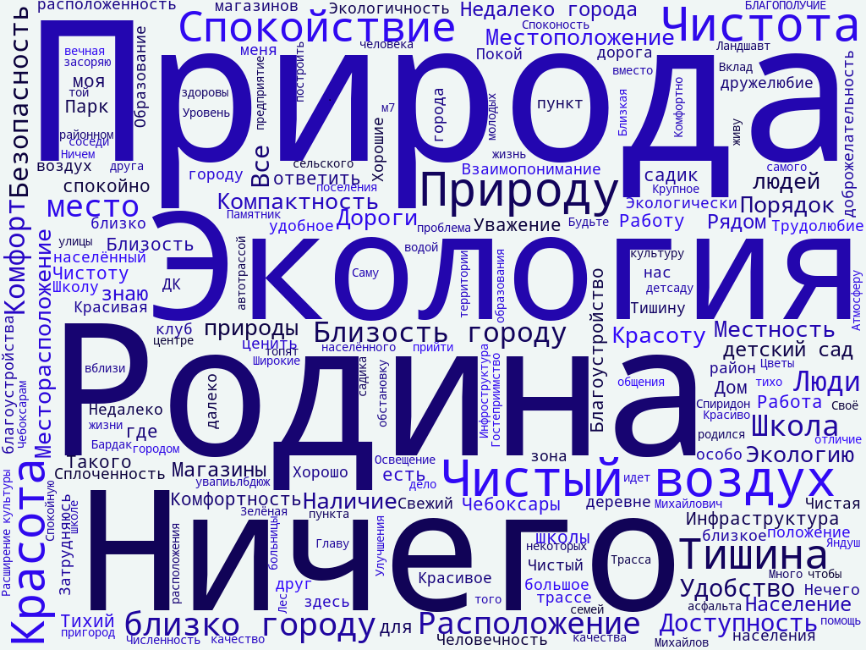 расположенность магазинов Экологичность Недалеко города БЛАГОПОЛУЧИЕ
Спокойствие Споконость Чистота
Природа
Безопасность вечная меня человека Местоположение
засоряю Образование предприятие построить Покой дорога Ландшавт
моя вместо Вклад
той здоровы м7 пункт дружелюбие
Парк Уровень города молодых Близкая Комфортно доброжелательность
районном Хорошие живу
соседи
Ничем жизнь
воздух друга Все сельского Взаимопонимание самого
городу ответить садик людей
спокойно поселения Природу Крупное
место Компактность Экологически Порядок
Памятник Дороги Уважение Будьте Работу Рядом Трудолюбие
близко удобное проблема
Комфорт улицы Близость водой культуру
Экология
населённый автотрассой Саму территории образования нас Атмосферу
Чистоту ДК детсаду
Школу знаю Благоустройство Тишину
Месторасположение Красивая
благоустройства клуб природы Близость городу Красоту Местность
центре ценить топят населённого прийти детский сад
Широкие
Родина
Чебоксарам вблизи садика обстановку Инфроструктура Гостеприимство район Цветы
общения Дом тихо Люди
Недалеко далеко Спиридон Работа Своё
жизни Красиво
где Школа
Бардак родился отличие
городом зона особо Экологию
Такого Освещение
Сплоченность Магазины Хорошо есть Чистый воздух
Красота увапиьлбджж дело идет
Расширение культуры Спокойную Комфортность Наличие Свежий Чебоксары деревне Михайлович Чистая
Затрудняюсь школе Зелёная пункта Инфраструктура
Ничего
расположения больницы Главу Улучшения школы близкое положение
некоторых Тишина Яндуш
Чистый Трасса
Красивое Много чтобы
друг большое Удобство Нечего
Лес здесь того трассе
семей асфальта Население
Тихий близко городу для Расположение Доступность помощь
пригород Численность качество Человечность качества Михайлов населения